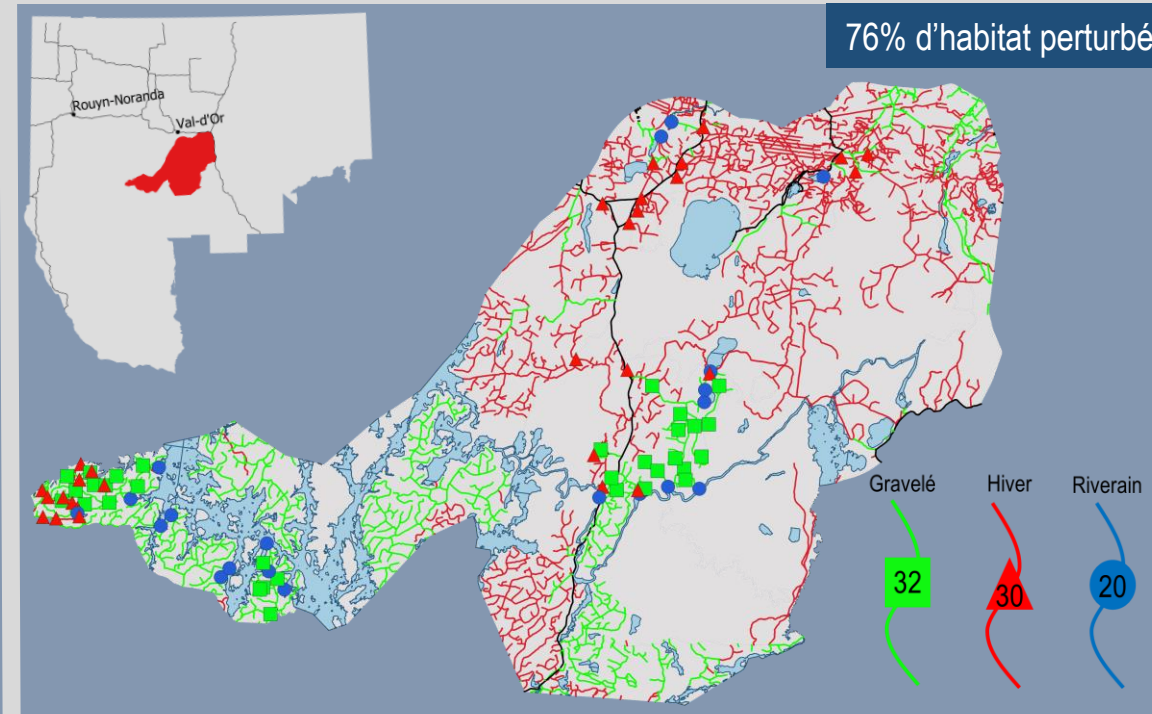 76% d'habitat perturbé
Rouyn-Noranda
Val-d'Or
Gravelé
Hiver
Riverain
32
30
20